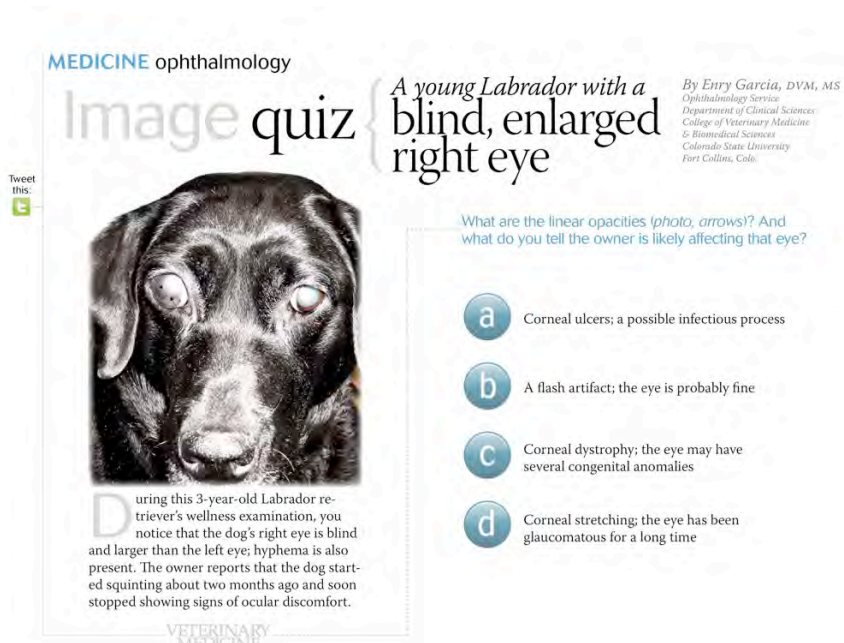 MEDICINE ophthalmology
Image quiz
A young Labrador with a
blind, enlarged
right eye
By Enry Garcia, DVM, MS
Ophthalmology Service
Department of Clinical Sciences
College of Veterinary Medicine
& Biomedical Sciences
Colorado State University
Fort Collins, Colo.
Tweet
this:
t
What are the linear opacities (photo, arrows)? And
what do you tell the owner is likely affecting that eye?
a Corneal ulcers; a possible infectious process
b A flash artifact; the eye is probably fine
c Corneal dystrophy; the eye may have
several congenital anomalies
d Corneal stretching; the eye has been
glaucomatous for a long time
During this 3-year-old Labrador re-
triever's wellness examination, you
notice that the dog's right eye is blind
and larger than the left eye; hyphema is also
present. The owner reports that the dog start-
ed squinting about two months ago and soon
stopped showing signs of ocular discomfort.
VETERINARY
MEDICINE